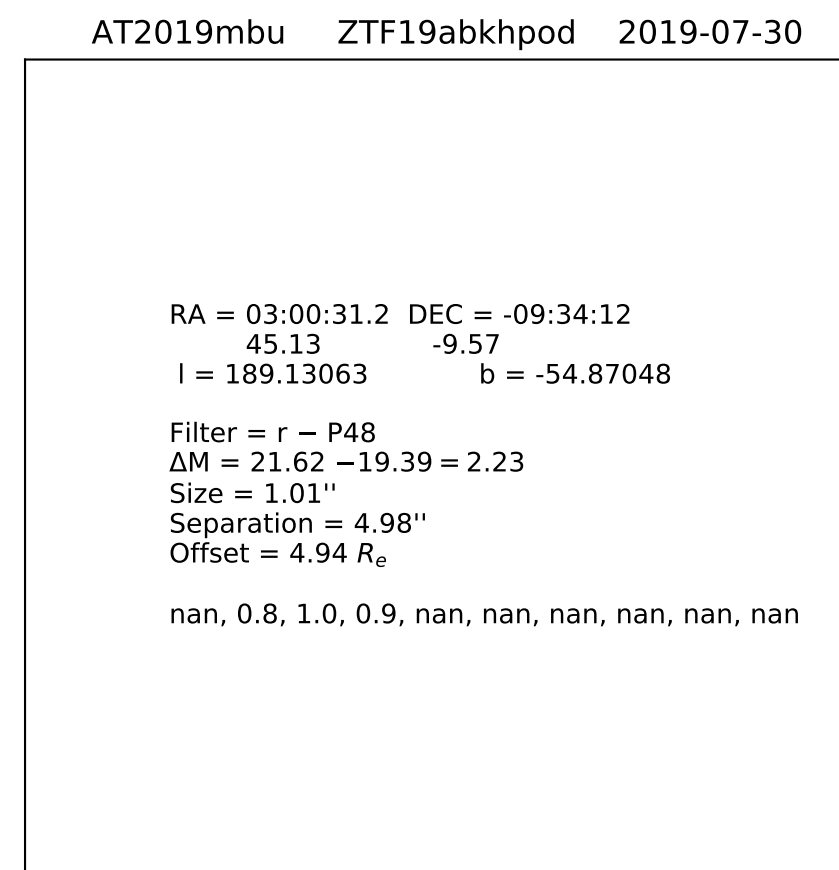 AT2019mbu ZTF19abkhpod 2019-07-30
RA = 03:00:31.2 DEC = -09:34:12
45.13 -9.57
l = 189.13063 b = -54.87048
Filter = r − P48
ΔM = 21.62 −19.39 = 2.23
Size = 1.01''
Separation = 4.98''
Offset = 4.94 Rₑ
nan, 0.8, 1.0, 0.9, nan, nan, nan, nan, nan, nan